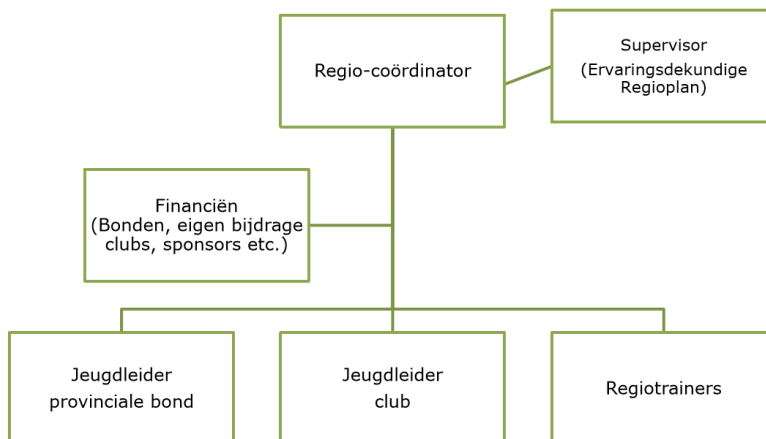 Regio-coördinator
Supervisor
(Ervaringsdekundige
Regioplan)
Financiën
(Bonden, eigen bijdrage
clubs, sponsors etc.)
Jeugdleider
provinciale bond
Jeugdleider
club
Regiotrainers